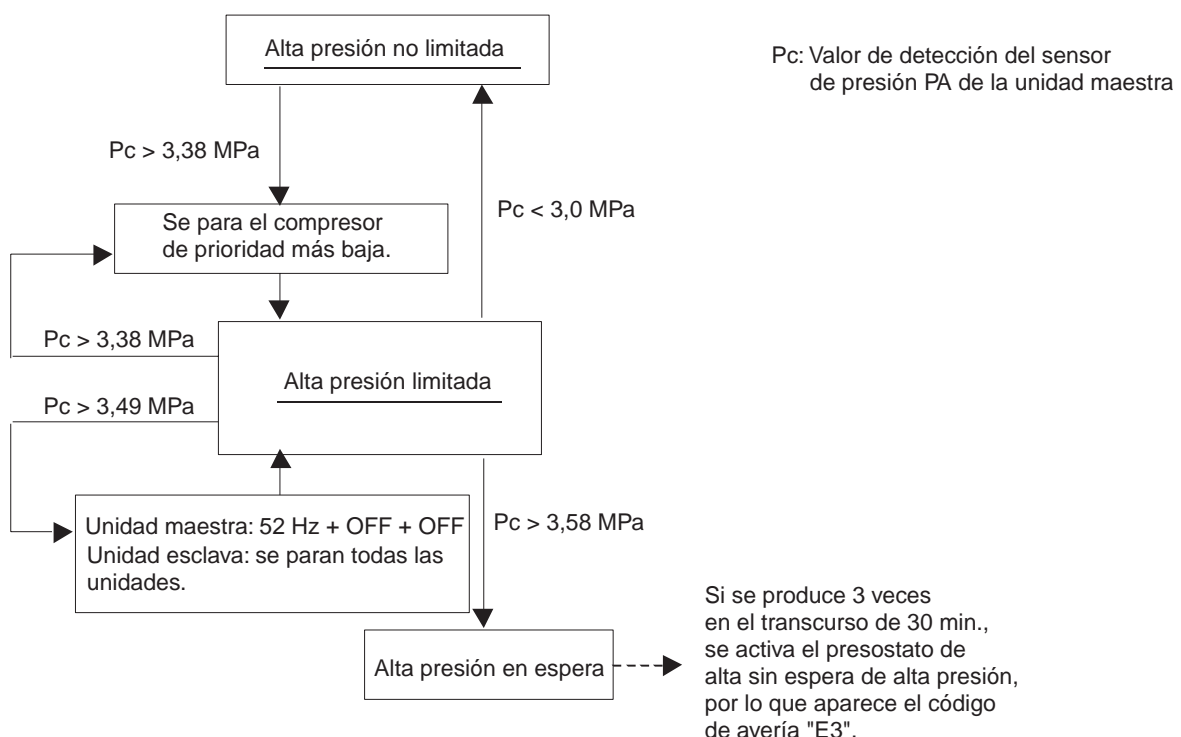 Alta presión no limitada
Pc: Valor de detección del sensor
de presión PA de la unidad maestra
Pc > 3,38 MPa
Pc < 3,0 MPa
Se para el compresor
de prioridad más baja.
Pc > 3,38 MPa
Alta presión limitada
Pc > 3,49 MPa
Unidad maestra: 52 Hz + OFF + OFF
Unidad esclava: se paran todas las
unidades.
Pc > 3,58 MPa
Alta presión en espera
Si se produce 3 veces
en el transcurso de 30 min.,
se activa el presostato de
alta sin espera de alta presión,
por lo que aparece el código
de avería "E3".